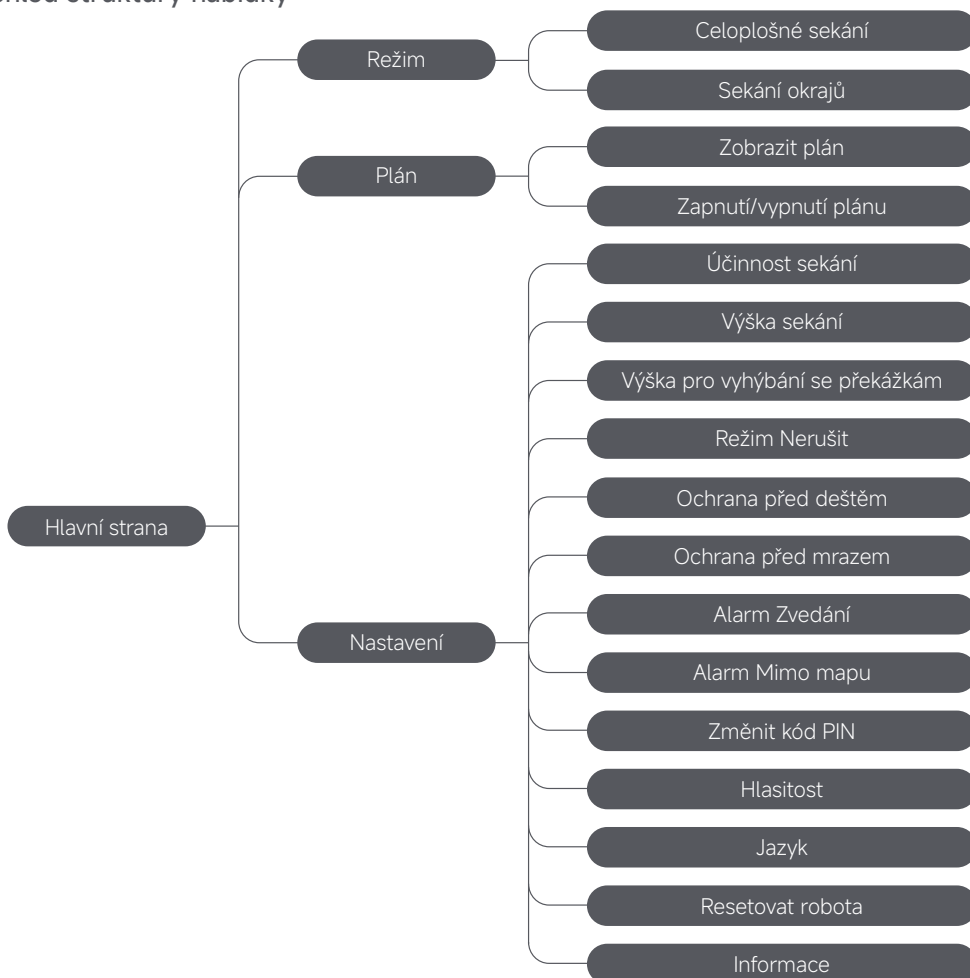 struktury nabídky
Režim
Celoplošné sekání
Sekání okrajů
Plán
Zobrazit plán
Zapnutí/vypnutí plánu
Hlavní strana
Nastavení
Účinnost sekání
Výška sekání
Výška pro vyhýbání se překážkám
Režim Nerušit
Ochrana před deštěm
Ochrana před mrazem
Alarm Zvedání
Alarm Mimo mapu
Změnit kód PIN
Hlasitost
Jazyk
Resetovat robota
Informace